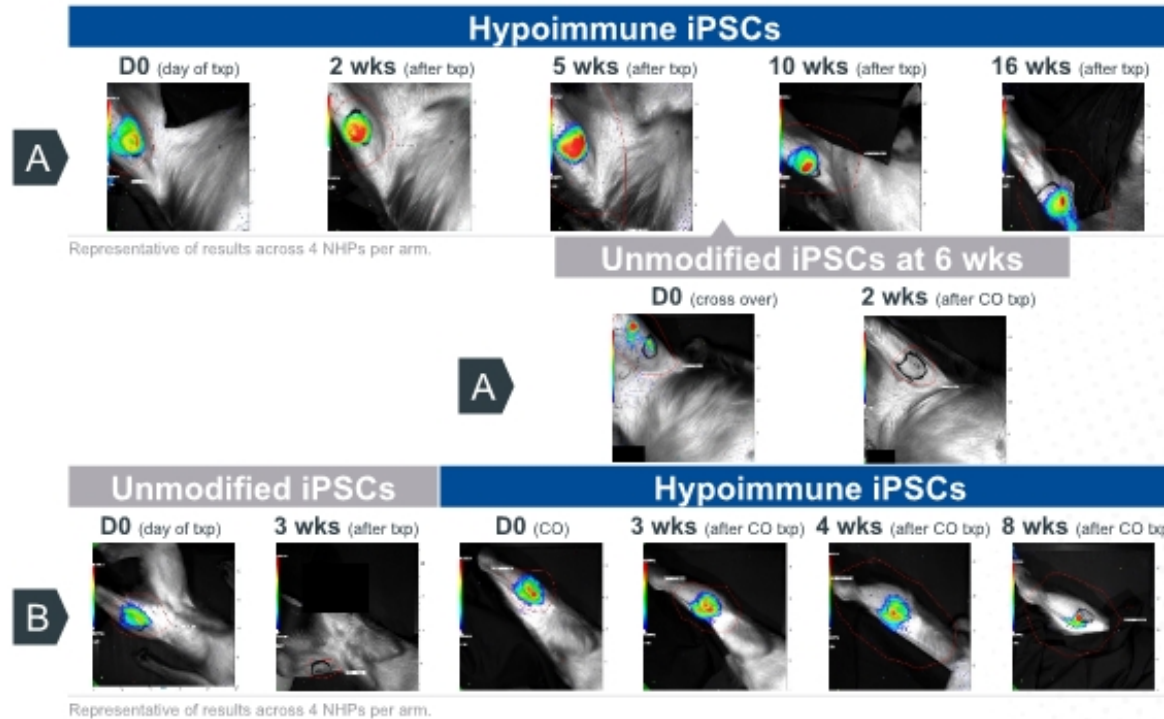 Hypoimmune iPSCs
D0 (day of txp)
2 wks (after txp)
5 wks (after txp)
10 wks (after txp)
16 wks (after txp)
A
Representative of results across 4 NHPs per arm.
Unmodified iPSCs at 6 wks
D0 (cross over)
2 wks (after CO txp)
A
Unmodified iPSCs
Hypoimmune iPSCs
D0 (day of txp)
3 wks (after txp)
D0 (CO)
3 wks (after CO txp)
4 wks (after CO txp)
8 wks (after CO txp
B
Representative of results across 4 NHPs per arm.